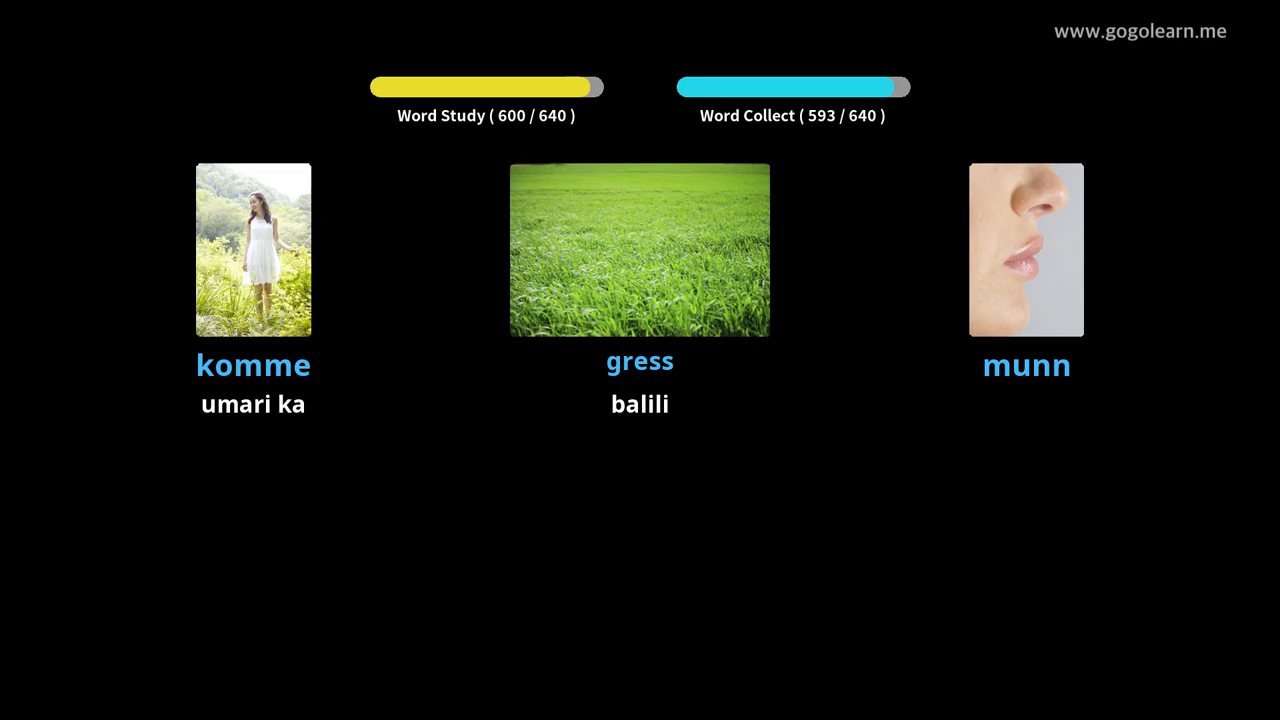 www.gogolearn.me
Word Study ( 600 / 640 )
Word Collect ( 593 / 640 )
komme
umari ka
gress
balili
munn